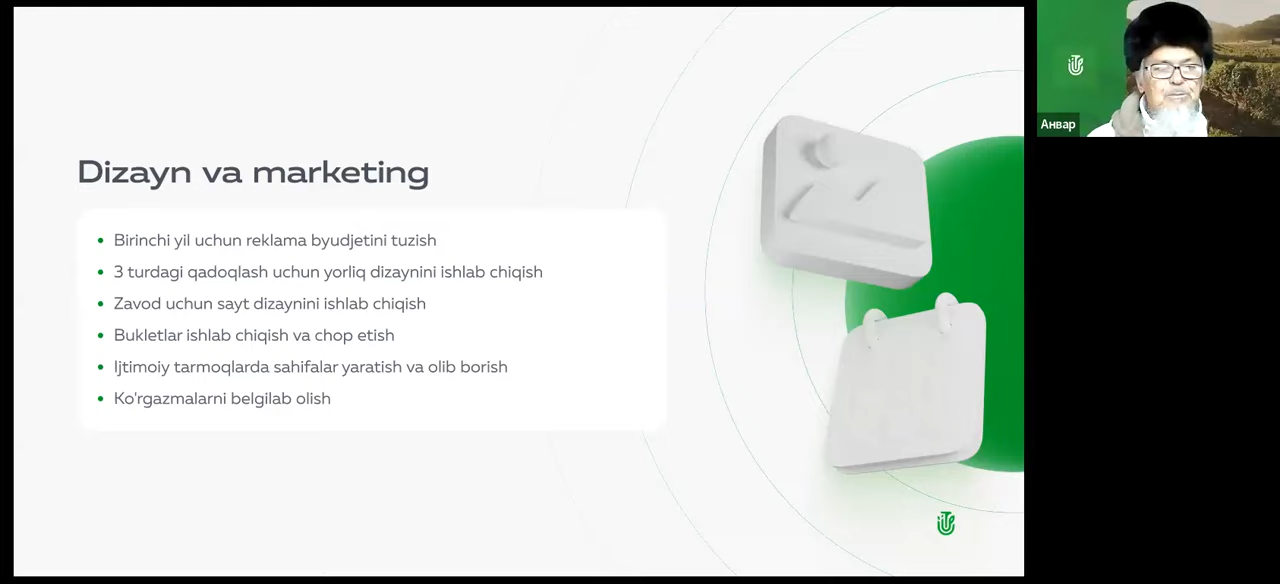 Dizayn va marketing
Birinchi yil uchun reklama byudjetini tuzish
3 turdagi qadoqlash uchun yorliq dizaynini ishlab chiqish
Zavod uchun sayt dizaynini ishlab chiqish
Bukletlar ishlab chiqish va chop etish
Ijtimoiy tarmoqlarda sahifalar yaratish va olib borish
Ko'rgazmalarni belgilab olish
Анвар